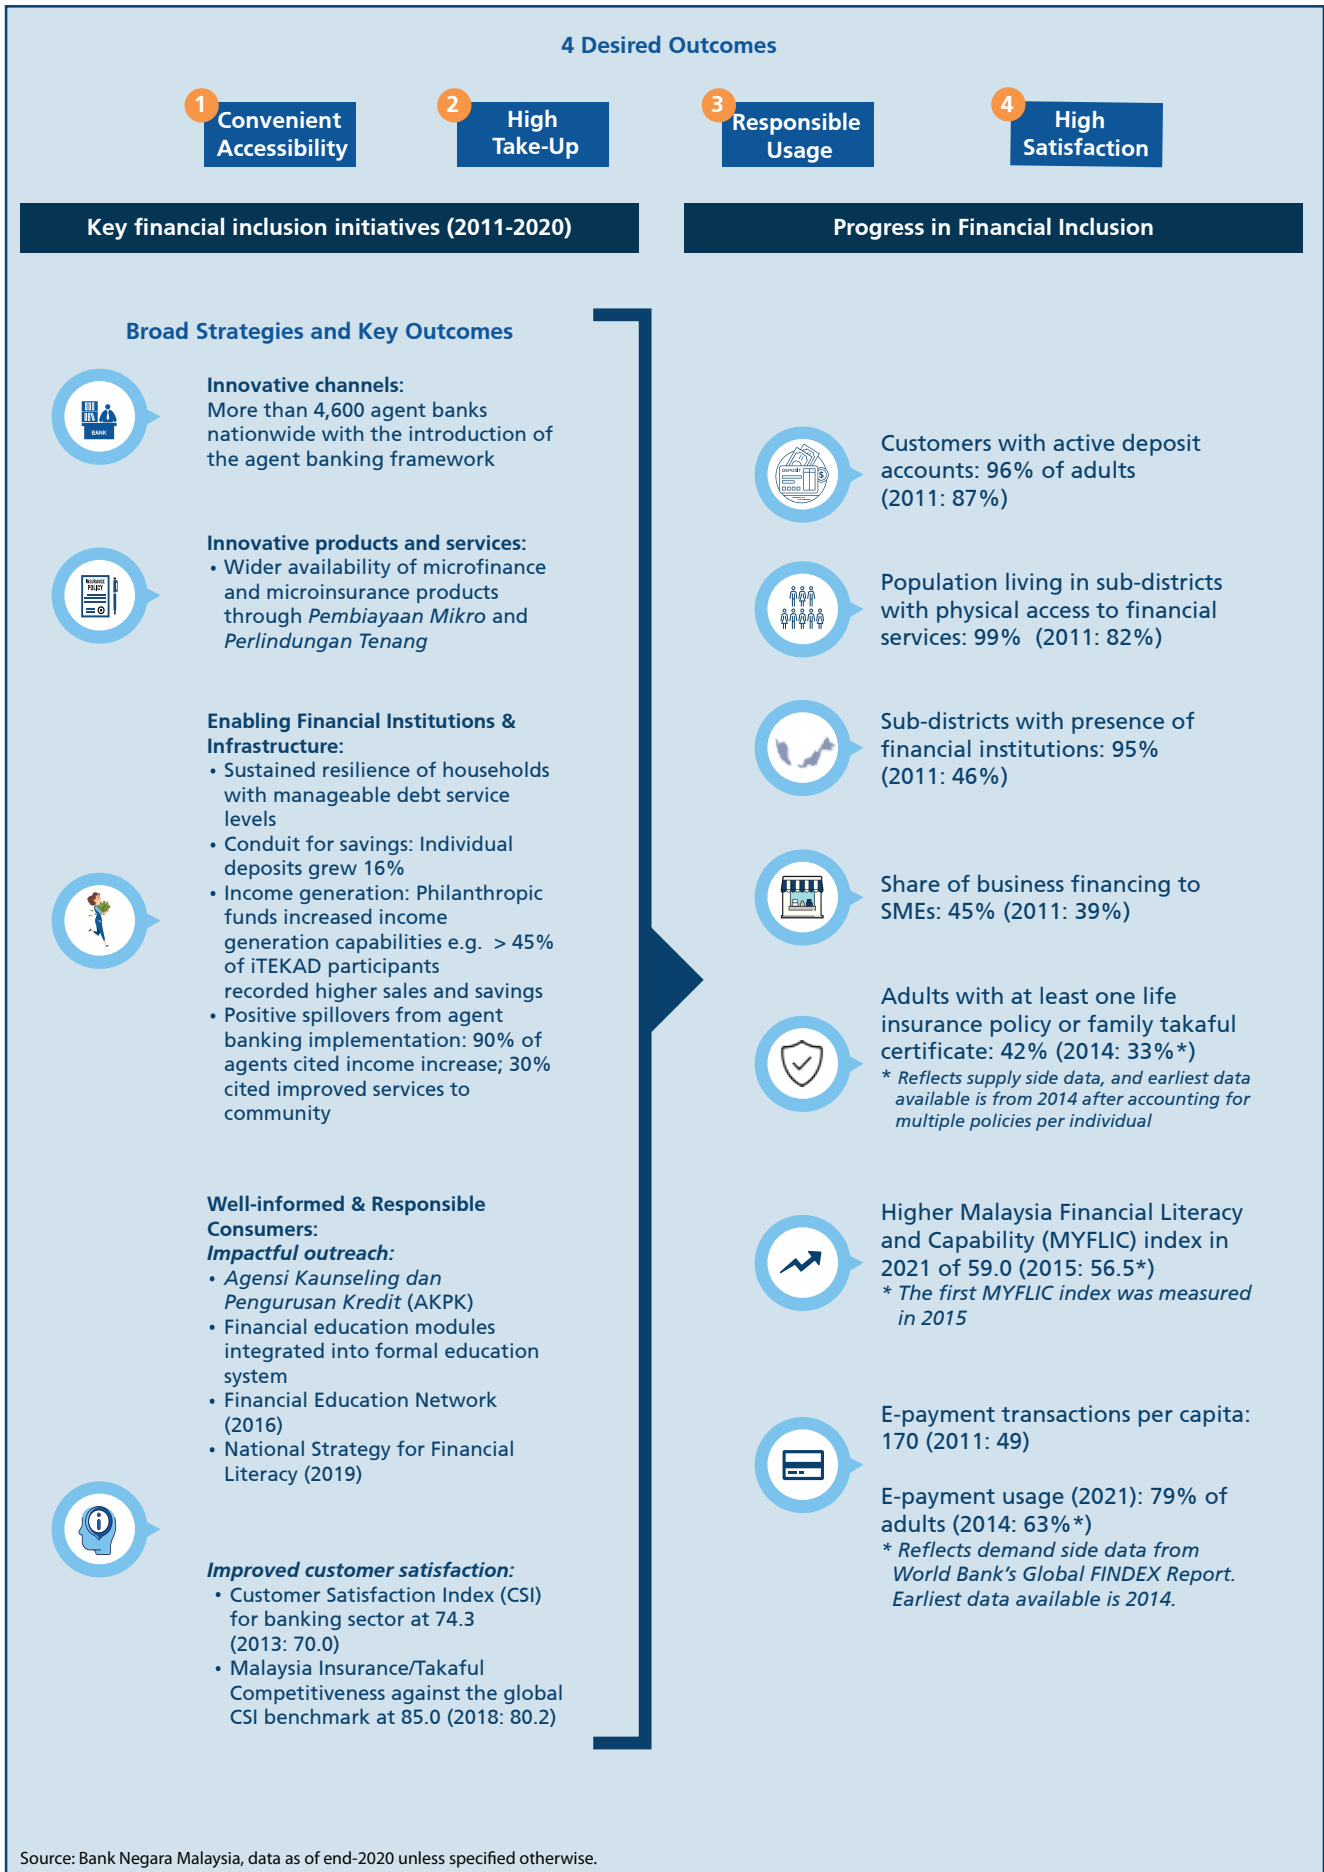 4 Desired Outcomes
1
Convenient
Accessibility
2
High
Take-Up
3
Responsible
Usage
4
High
Satisfaction
Key financial inclusion initiatives (2011-2020)
Broad Strategies and Key Outcomes
BANK
Innovative channels:
More than 4,600 agent banks
nationwide with the introduction of
the agent banking framework
INSURANCE
POLICY
Innovative products and services:
• Wider availability of microfinance
and microinsurance products
through Pembiayaan Mikro and
Perlindungan Tenang
Enabling Financial Institutions &
Infrastructure:
• Sustained resilience of households
with manageable debt service
levels
• Conduit for savings: Individual
deposits grew 16%
• Income generation: Philanthropic
funds increased income
generation capabilities e.g. > 45%
of iTEKAD participants
recorded higher sales and savings
• Positive spillovers from agent
banking implementation: 90% of
agents cited income increase; 30%
cited improved services to
community
Well-informed & Responsible
Consumers:
Impactful outreach:
• Agensi Kaunseling dan
Pengurusan Kredit (AKPK)
• Financial education modules
integrated into formal education
system
• Financial Education Network
(2016)
• National Strategy for Financial
Literacy (2019)
Improved customer satisfaction:
• Customer Satisfaction Index (CSI)
for banking sector at 74.3
(2013: 70.0)
• Malaysia Insurance/Takaful
Competitiveness against the global
CSI benchmark at 85.0 (2018: 80.2)
Progress in Financial Inclusion
DEPOSIT
$
Customers with active deposit
accounts: 96% of adults
(2011: 87%)
Population living in sub-districts
with physical access to financial
services: 99% (2011: 82%)
Sub-districts with presence of
financial institutions: 95%
(2011: 46%)
Share of business financing to
SMEs: 45% (2011: 39%)
Adults with at least one life
insurance policy or family takaful
certificate: 42% (2014: 33%*)
* Reflects supply side data, and earliest data
available is from 2014 after accounting for
multiple policies per individual
Higher Malaysia Financial Literacy
and Capability (MYFLIC) index in
2021 of 59.0 (2015: 56.5*)
* The first MYFLIC index was measured
in 2015
E-payment transactions per capita:
170 (2011: 49)
E-payment usage (2021): 79% of
adults (2014: 63%*)
* Reflects demand side data from
World Bank's Global FINDEX Report.
Earliest data available is 2014.
Source: Bank Negara Malaysia, data as of end-2020 unless specified otherwise.